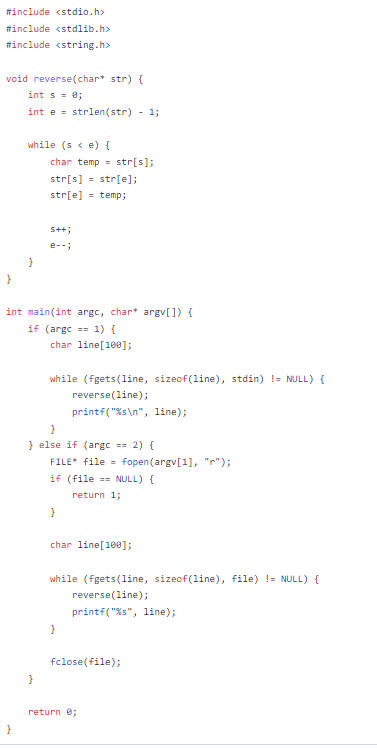 #include <stdio.h>
#include <stdlib.h>
#include <string.h>

void reverse(char* str) {
    int s = 0;
    int e = strlen(str) - 1;

    while (s < e) {
        char temp = str[s];
        str[s] = str[e];
        str[e] = temp;

        s++;
        e--;
    }
}

int main(int argc, char* argv[]) {
    if (argc == 1) {
        char line[100];

        while (fgets(line, sizeof(line), stdin) != NULL) {
            reverse(line);
            printf("%s\n", line);
        }
    } else if (argc == 2) {
        FILE* file = fopen(argv[1], "r");
        if (file == NULL) {
            return 1;
        }

        char line[100];

        while (fgets(line, sizeof(line), file) != NULL) {
            reverse(line);
            printf("%s", line);
        }

        fclose(file);
    }

    return 0;
}